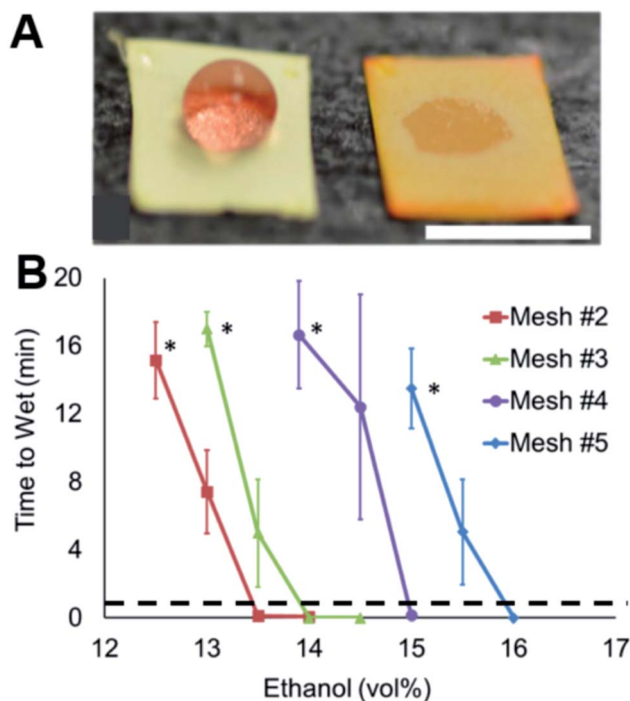 A
B
Time to Wet (min)
20
16
12
8
4
0
*
*
*
*
Mesh #2
Mesh #3
Mesh #4
Mesh #5
12
13
14
15
16
17
Ethanol (vol%)